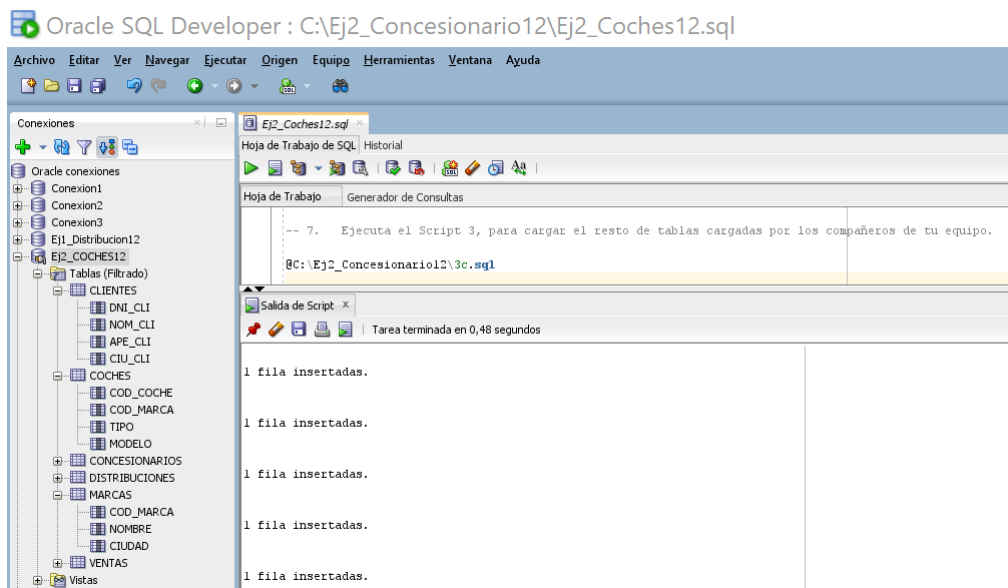 Oracle SQL Developer : C:\Ej2_Concesionario12\Ej2_Coches12.sql
Archivo Editar Ver Navegar Ejecutar Origen Equipo Herramientas Ventana Ayuda
Conexiones
Oracle conexiones
Conexion1
Conexion2
Conexion3
Ej1_Distribucion12
Ej2_COCHES12
Tablas (Filtrado)
CLIENTES
DNI_CLI
NOM_CLI
APE_CLI
CIU_CLI
COCHES
COD_COCHE
COD_MARCA
TIPO
MODELO
CONCESIONARIOS
DISTRIBUCIONES
MARCAS
COD_MARCA
NOMBRE
CIUDAD
VENTAS
Vistas
Ej2_Coches12.sql
Hoja de Trabajo de SQL Historial
Hoja de Trabajo Generador de Consultas
-- 7. Ejecuta el Script 3, para cargar el resto de tablas cargadas por los compañeros de tu equipo.
@C:\Ej2_Concesionario12\3c.sql
Salida de Script
Tarea terminada en 0,48 segundos
1 fila insertadas.
1 fila insertadas.
1 fila insertadas.
1 fila insertadas.
1 fila insertadas.